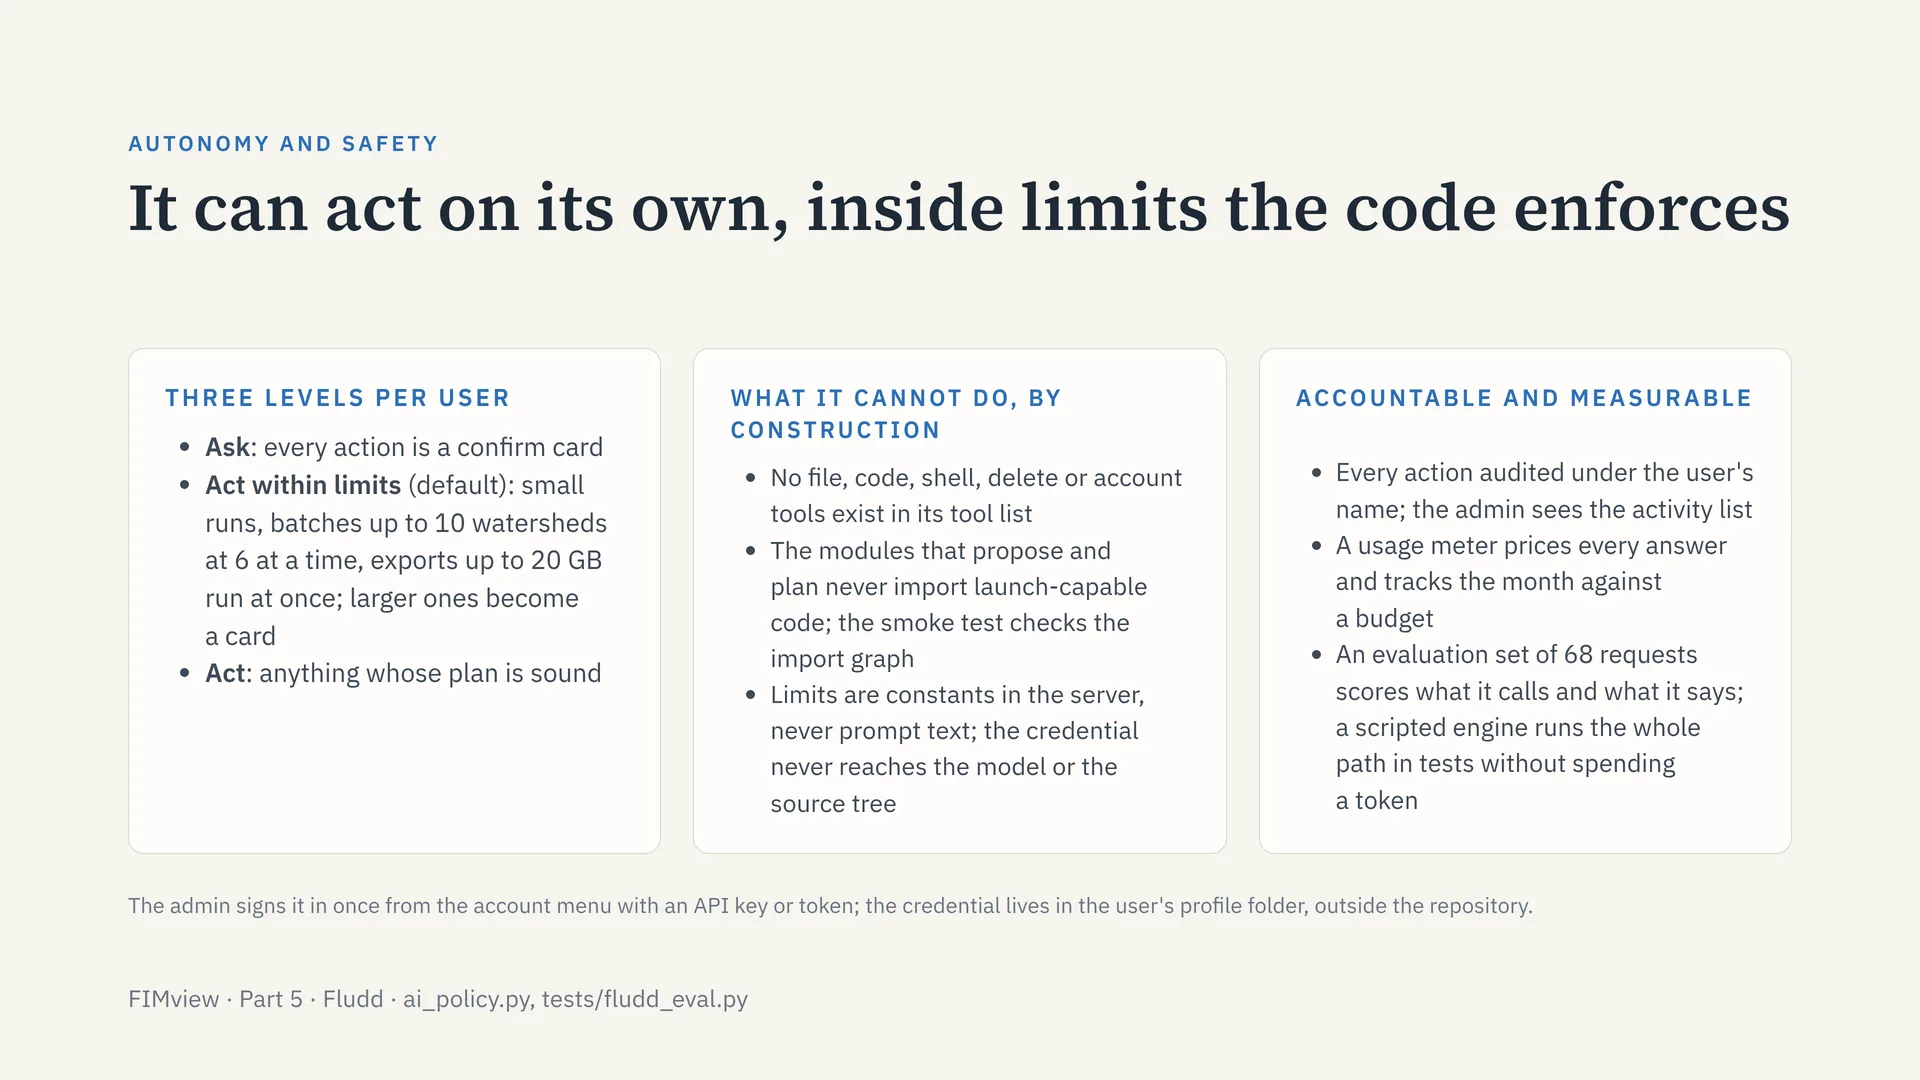 AUTONOMY AND SAFETY
It can act on its own, inside limits the code enforces
THREE LEVELS PER USER
• Ask: every action is a confirm card
• Act within limits (default): small
runs, batches up to 10 watersheds
at 6 at a time, exports up to 20 GB
run at once; larger ones become
a card
• Act: anything whose plan is sound
WHAT IT CANNOT DO, BY
CONSTRUCTION
• No file, code, shell, delete or account
tools exist in its tool list
• The modules that propose and
plan never import launch-capable
code; the smoke test checks the
import graph
• Limits are constants in the server,
never prompt text; the credential
never reaches the model or the
source tree
ACCOUNTABLE AND MEASURABLE
• Every action audited under the user's
name; the admin sees the activity list
• A usage meter prices every answer
and tracks the month against
a budget
• An evaluation set of 68 requests
scores what it calls and what it says;
a scripted engine runs the whole
path in tests without spending
a token
The admin signs it in once from the account menu with an API key or token; the credential lives in the user's profile folder, outside the repository.
FIMview · Part 5 · Fludd · ai_policy.py, tests/fludd_eval.py